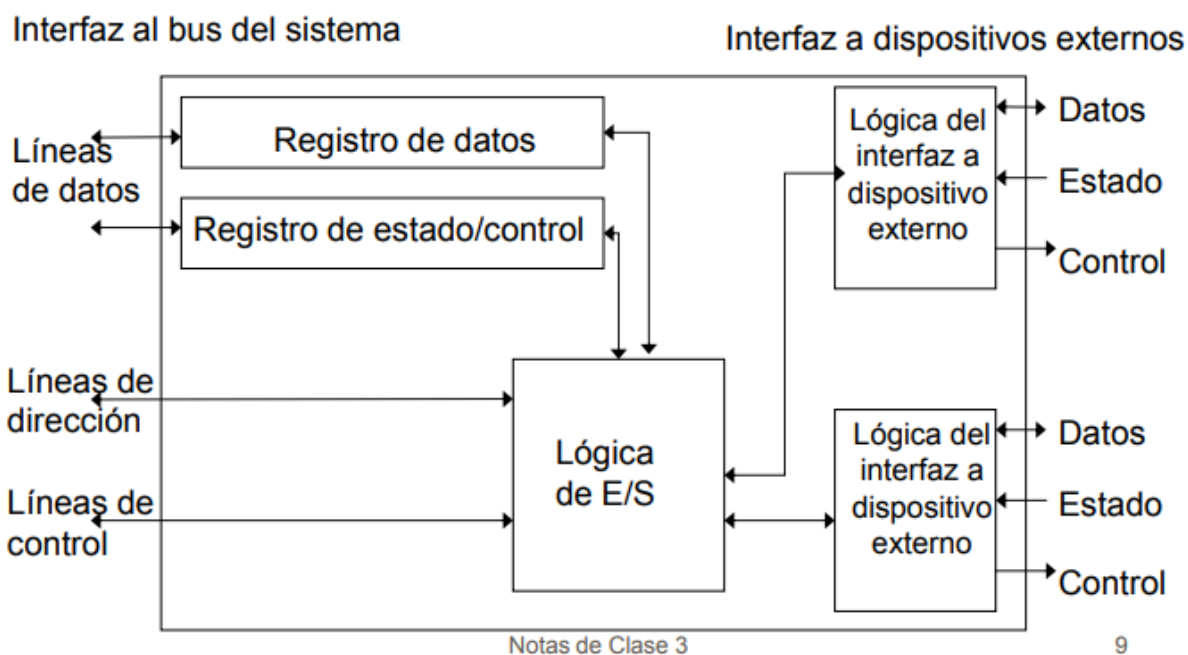 Interfaz al bus del sistema
Interfaz a dispositivos externos
Líneas
de datos
Registro de datos
Registro de estado/control
Lógica del
interfaz a
dispositivo
externo
Datos
Estado
Control
Líneas de
dirección
Líneas de
control
Lógica
de E/S
Lógica del
interfaz a
dispositivo
externo
Datos
Estado
Control
Notas de Clase 3
9